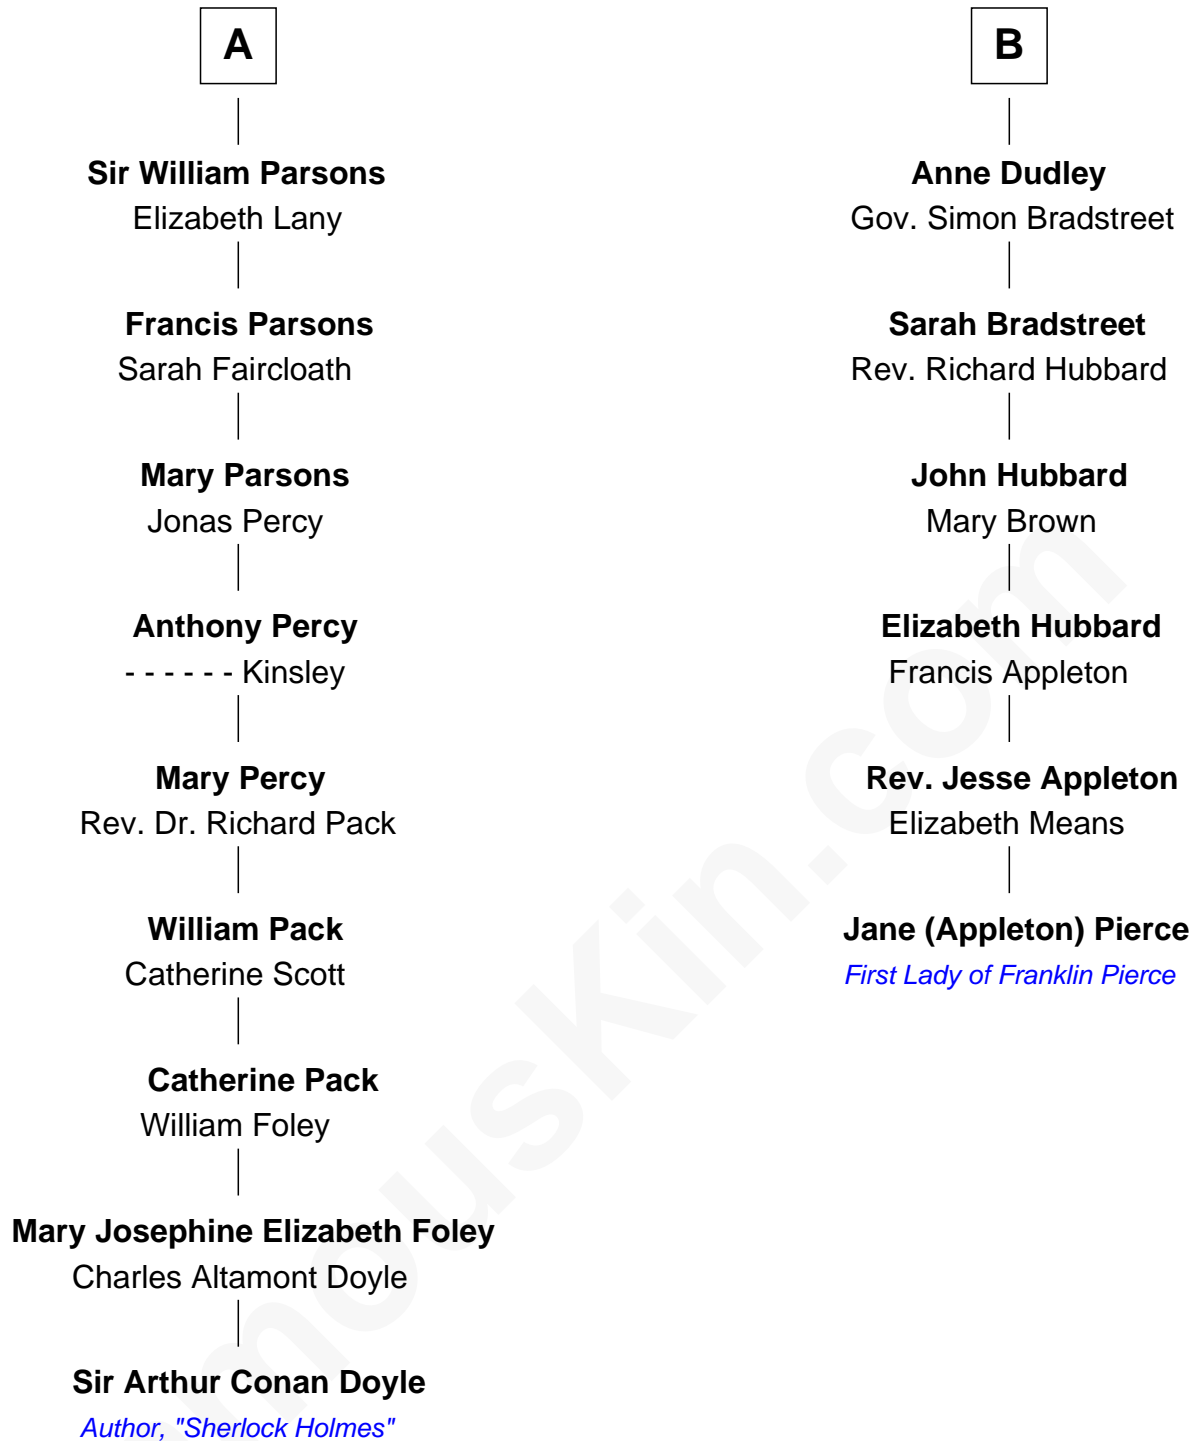 A
Sir William Parsons
Elizabeth Lany
Francis Parsons
Sarah Faircloath
Mary Parsons
Jonas Percy
Anthony Percy
- - - - - - Kinsley
Mary Percy
Rev. Dr. Richard Pack
William Pack
Catherine Scott
Catherine Pack
William Foley
Mary Josephine Elizabeth Foley
Charles Altamont Doyle
Sir Arthur Conan Doyle
Author, "Sherlock Holmes"
B
Anne Dudley
Gov. Simon Bradstreet
Sarah Bradstreet
Rev. Richard Hubbard
John Hubbard
Mary Brown
Elizabeth Hubbard
Francis Appleton
Rev. Jesse Appleton
Elizabeth Means
Jane (Appleton) Pierce
First Lady of Franklin Pierce
mouskin.com